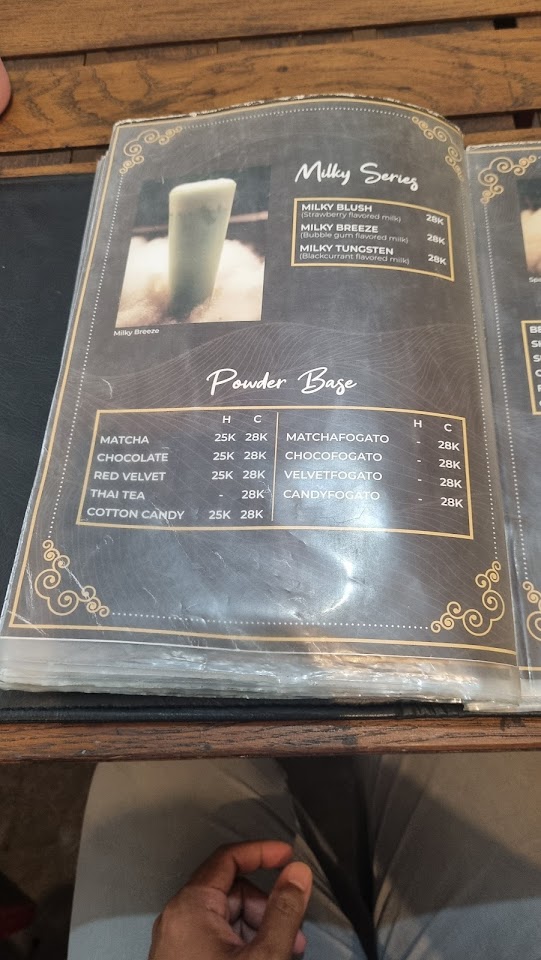 Milky Series
MILKY BLUSH 28K
(Strawberry flavored milk)
MILKY BREEZE 28K
(Bubble gum flavored milk)
MILKY TUNGSTEN 28K
(Blackcurrant flavored milk)
Milky Breeze
Powder Base
H C
MATCHA 25K 28K
CHOCOLATE 25K 28K
RED VELVET 25K 28K
THAI TEA - 28K
COTTON CANDY 25K 28K
H C
MATCHAFOGATO - 28K
CHOCOFOGATO - 28K
VELVETFOGATO - 28K
CANDYFOGATO - 28K